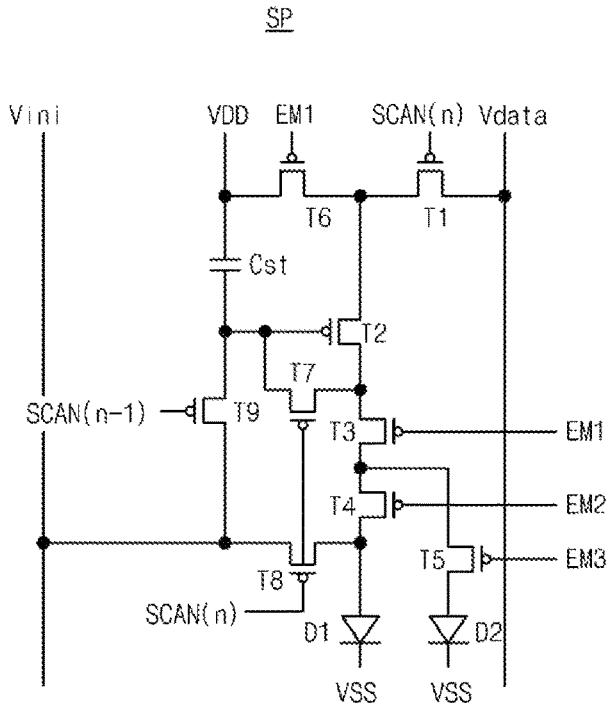 SP
Vini VDD EM1 SCAN(n) Vdata
T6 T1
Cst
T2
T7
SCAN(n-1) T9 T3 EM1
T4 EM2
T8 T5 EM3
SCAN(n)
D1 D2
VSS VSS